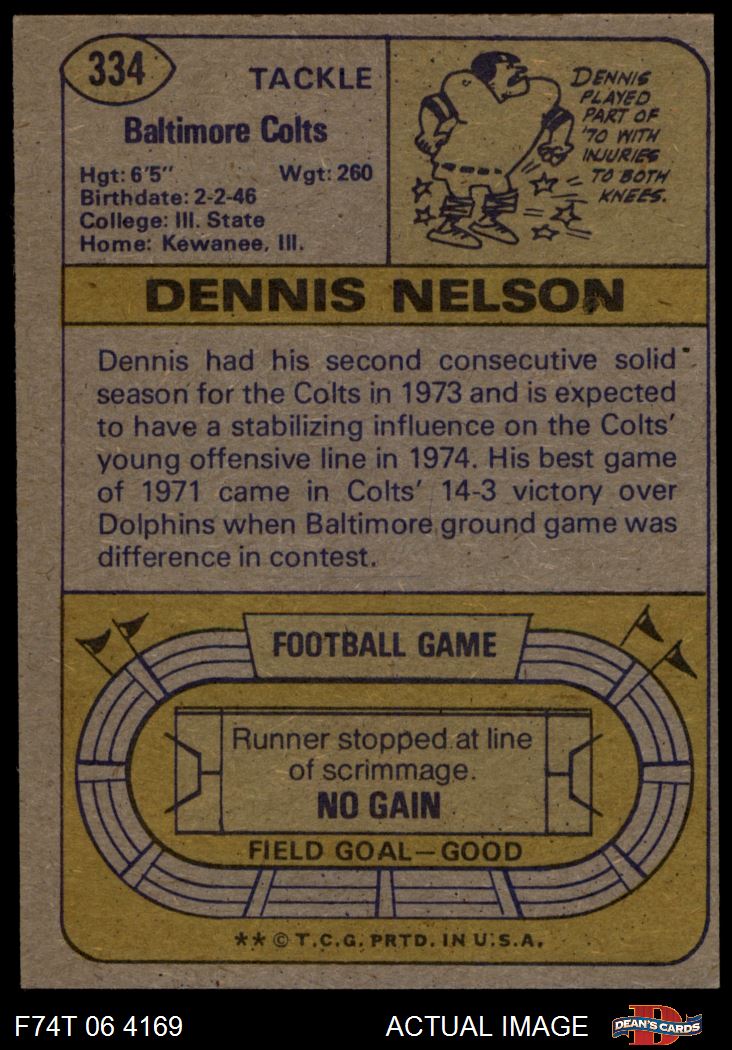 334
TACKLE
Baltimore Colts
Hgt: 6'5" Wgt: 260
Birthdate: 2-2-46
College: Ill. State
Home: Kewanee, Ill.
DENNIS
PLAYED
PART OF
'70 WITH
INJURIES
TO BOTH
KNEES.
DENNIS NELSON
Dennis had his second consecutive solid
season for the Colts in 1973 and is expected
to have a stabilizing influence on the Colts'
young offensive line in 1974. His best game
of 1971 came in Colts' 14-3 victory over
Dolphins when Baltimore ground game was
difference in contest.
FOOTBALL GAME
Runner stopped at line
of scrimmage.
NO GAIN
FIELD GOAL—GOOD
** © T.C.G. PRTD. IN U.S.A.
F74T 06 4169 ACTUAL IMAGE DEAN'S CARDS